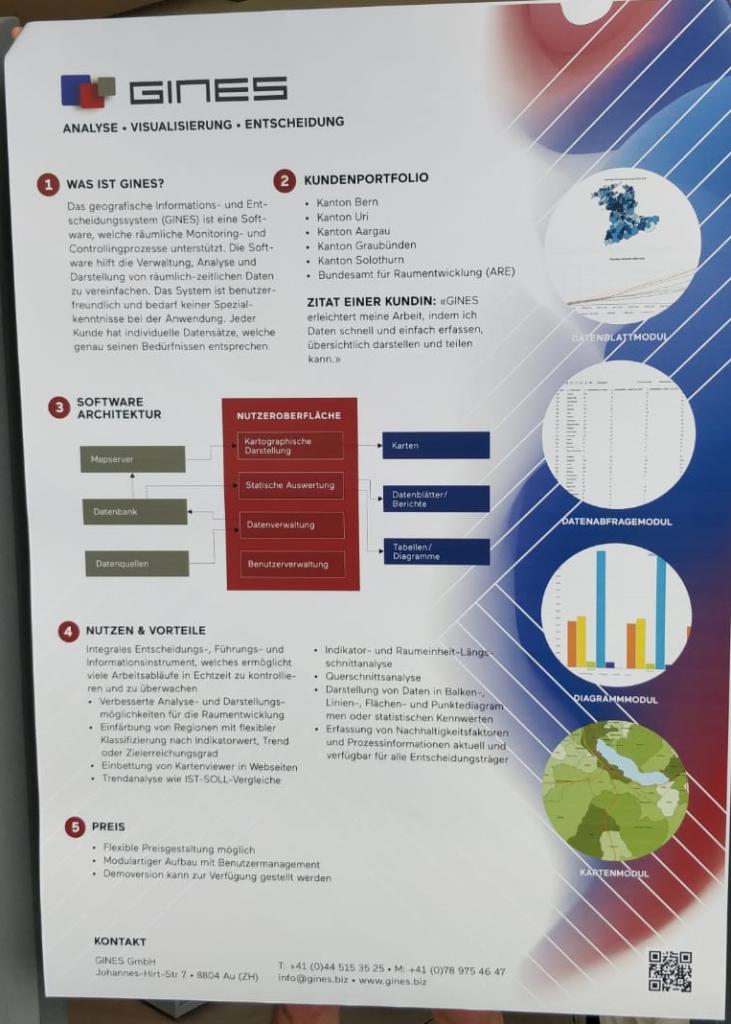 GINES
ANALYSE • VISUALISIERUNG • ENTSCHEIDUNG
1 WAS IST GINES?
Das geografische Informations- und Ent-
scheidungssystem (GINES) ist eine Soft-
ware, welche räumliche Monitoring- und
Controllingprozesse unterstützt. Die Soft-
ware hilft die Verwaltung, Analyse und
Darstellung von räumlich-zeitlichen Daten
zu vereinfachen. Das System ist benutzer-
freundlich und bedarf keiner Spezial-
kenntnisse bei der Anwendung. Jeder
Kunde hat individuelle Datensätze, welche
genau seinen Bedürfnissen entsprechen.
2 KUNDENPORTFOLIO
• Kanton Bern
• Kanton Uri
• Kanton Aargau
• Kanton Graubünden
• Kanton Solothurn
• Bundesamt für Raumentwicklung (ARE)
ZITAT EINER KUNDIN: «GINES
erleichtert meine Arbeit, indem ich
Daten schnell und einfach erfassen,
übersichtlich darstellen und teilen
kann.»
3 SOFTWARE
ARCHITEKTUR
Mapserver
Datenbank
Datenquellen
NUTZEROBERFLÄCHE
Kartographische
Darstellung
Statische Auswertung
Datenverwaltung
Benutzerverwaltung
Karten
Datenblätter/
Berichte
Tabellen/
Diagramme
4 NUTZEN & VORTEILE
Integrales Entscheidungs-, Führungs- und
Informationsinstrument, welches ermöglicht
viele Arbeitsabläufe in Echtzeit zu kontrollie-
ren und zu überwachen
• Verbesserte Analyse- und Darstellungs-
möglichkeiten für die Raumentwicklung
• Einfärbung von Regionen mit flexibler
Klassifizierung nach Indikatorwert, Trend
oder Zielerreichungsgrad
• Einbettung von Kartenviewer in Webseiten
• Trendanalyse wie IST-SOLL-Vergleiche
• Indikator- und Raumeinheit-Längs-
schnittanalyse
• Querschnittsanalyse
• Darstellung von Daten in Balken-,
Linien-, Flächen- und Punktediagram
men oder statistischen Kennwerten
• Erfassung von Nachhaltigkeitsfaktoren
und Prozessinformationen aktuell und
verfügbar für alle Entscheidungsträger
5 PREIS
• Flexible Preisgestaltung möglich
• Modulartiger Aufbau mit Benutzermanagement
• Demoversion kann zur Verfügung gestellt werden
DATENBLATTMODUL
DATENABFRAGEMODUL
DIAGRAMMMODUL
KARTENMODUL
KONTAKT
GINES GmbH
Johannes-Hirt-Str 7 • 8804 Au (ZH)
T: +41 (0)44 515 35 25 • M: +41 (0)78 975 46 47
info@gines.biz • www.gines.biz